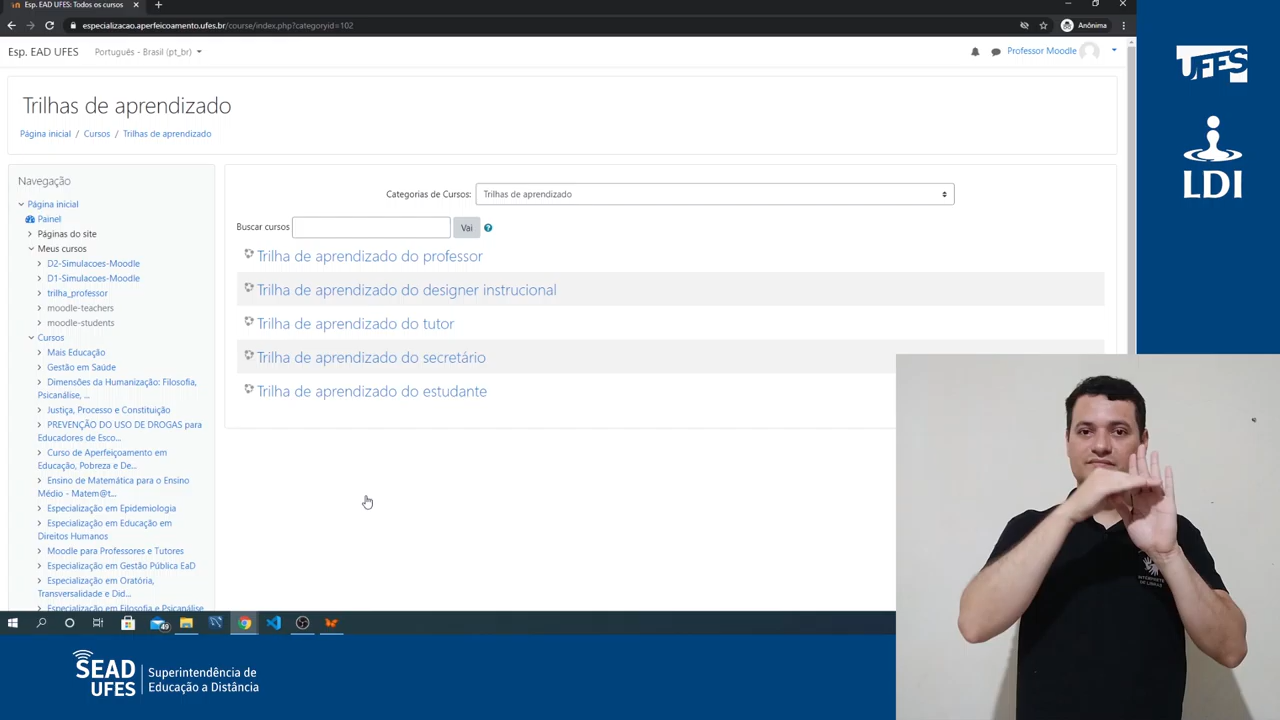 Esp. EAD UFES: Todos os cursos
especializacao.aperfeicoamento.ufes.br/course/index.php?categoryid=102
Anônima
Esp. EAD UFES
Português - Brasil (pt_br)
Professor Moodle
Trilhas de aprendizado
Página inicial / Cursos / Trilhas de aprendizado
Navegação
Página inicial
Painel
Páginas do site
Meus cursos
D2-Simulacoes-Moodle
D1-Simulacoes-Moodle
trilha_professor
moodle-teachers
moodle-students
Cursos
Mais Educação
Gestão em Saúde
Dimensões da Humanização: Filosofia,
Psicanálise, ...
Justiça, Processo e Constituição
PREVENÇÃO DO USO DE DROGAS para
Educadores de Esco...
Curso de Aperfeiçoamento em
Educação, Pobreza e De...
Ensino de Matemática para o Ensino
Médio - Matem@t...
Especialização em Epidemiologia
Especialização em Educação em
Direitos Humanos
Moodle para Professores e Tutores
Especialização em Gestão Pública EaD
Especialização em Oratória,
Transversalidade e Did...
Especialização em Filosofia e Psicanálise
Categorias de Cursos:
Trilhas de aprendizado
Buscar cursos
Vai
Trilha de aprendizado do professor
Trilha de aprendizado do designer instrucional
Trilha de aprendizado do tutor
Trilha de aprendizado do secretário
Trilha de aprendizado do estudante
49
UFES
LDI
INTÉRPRETE
DE LIBRAS
SEAD
UFES
Superintendência de
Educação a Distância